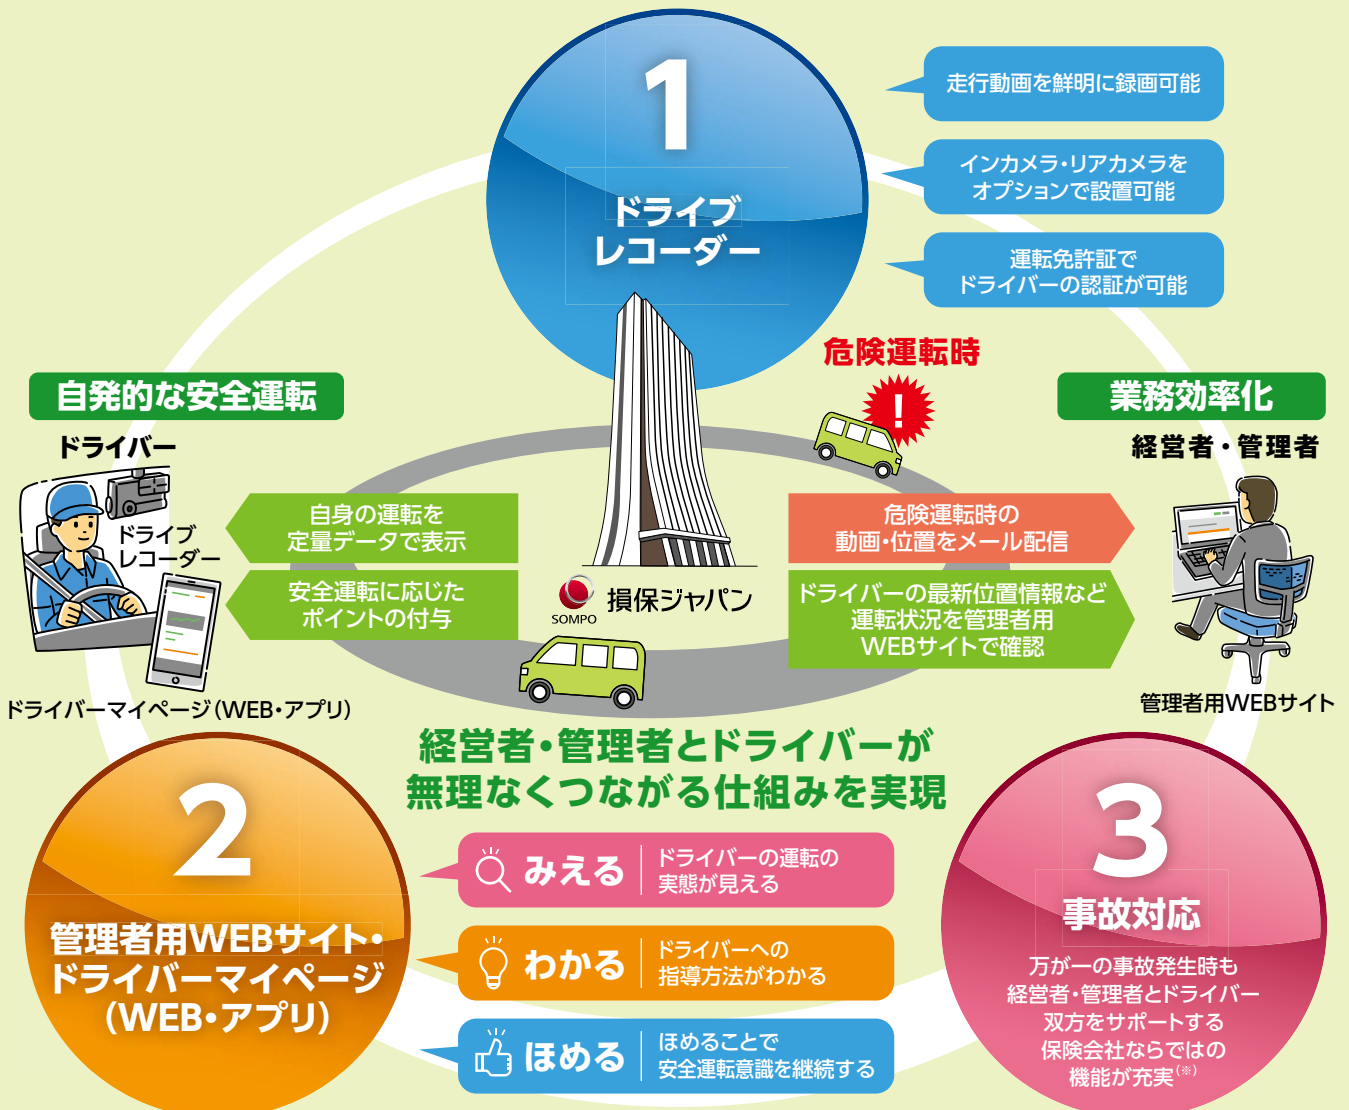 1
ドライブ
レコーダー
走行動画を鮮明に録画可能
インカメラ・リアカメラを
オプションで設置可能
運転免許証で
ドライバーの認証が可能
危険運転時
!
自発的な安全運転
ドライバー
ドライブ
レコーダー
自身の運転を
定量データで表示
安全運転に応じた
ポイントの付与
ドライバーマイページ(WEB・アプリ)
SOMPO
損保ジャパン
業務効率化
経営者・管理者
危険運転時の
動画・位置をメール配信
ドライバーの最新位置情報など
運転状況を管理者用
WEBサイトで確認
管理者用WEBサイト
経営者・管理者とドライバーが
無理なくつながる仕組みを実現
2
管理者用WEBサイト・
ドライバーマイページ
(WEB・アプリ)
みえる
ドライバーの運転の
実態が見える
わかる
ドライバーへの
指導方法がわかる
ほめる
ほめることで
安全運転意識を継続する
3
事故対応
万が一の事故発生時も
経営者・管理者とドライバー
双方をサポートする
保険会社ならではの
機能が充実(※)